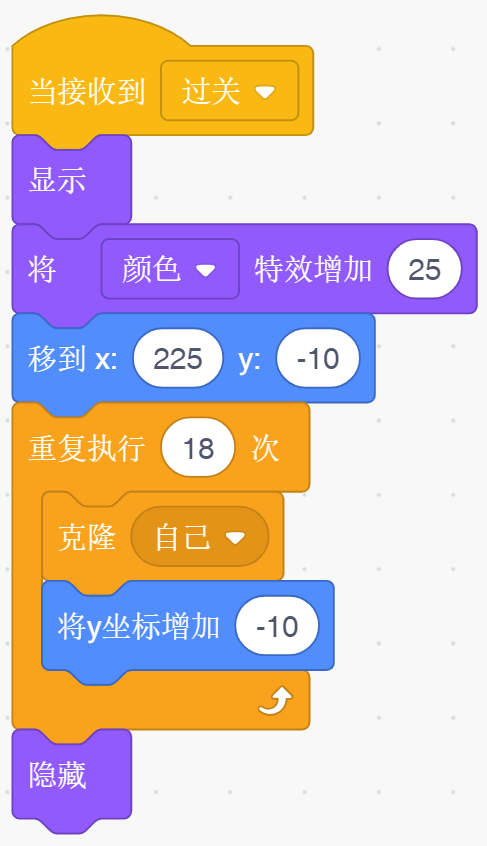 当接收到 过关
显示
将 颜色 特效增加 25
移到 x: 225 y: -10
重复执行 18 次
克隆 自己
将y坐标增加 -10
隐藏